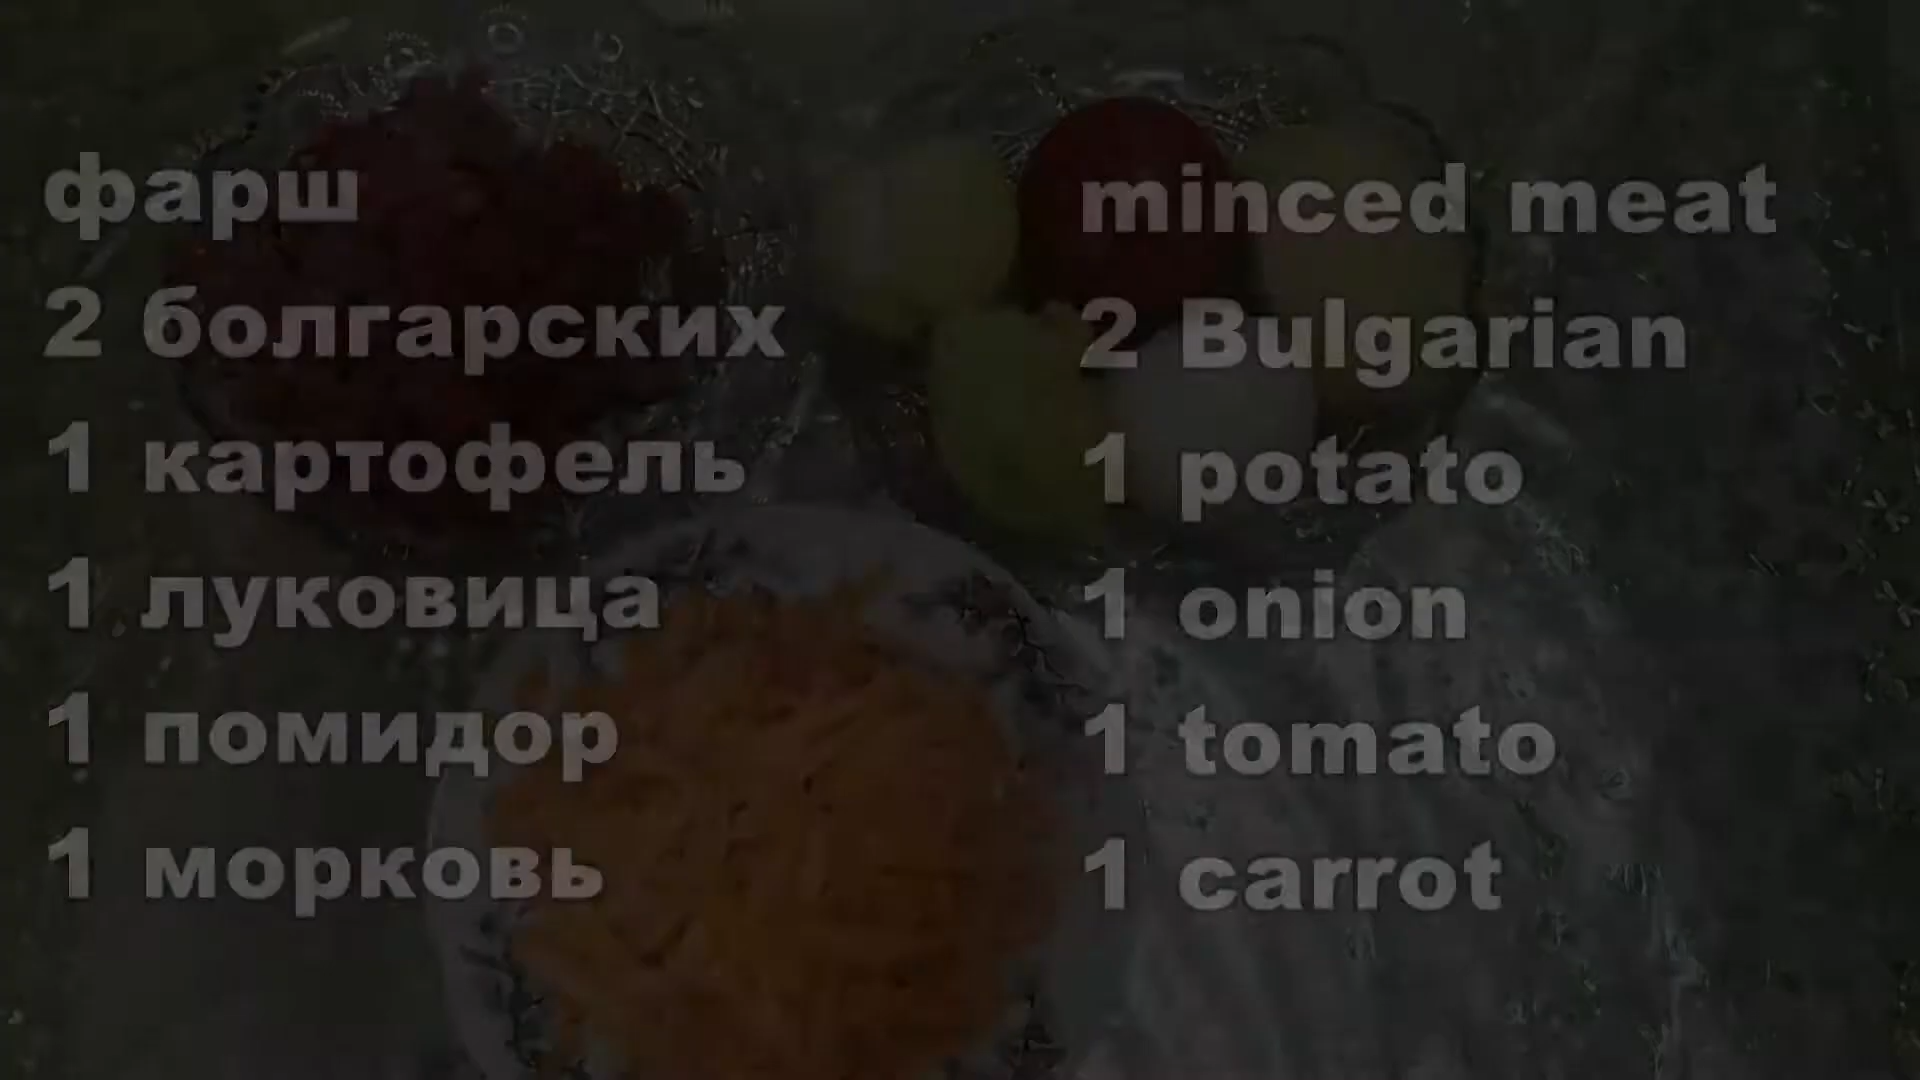 фарш
2 болгарских
1 картофель
1 луковица
1 помидор
1 морковь
minced meat
2 Bulgarian
1 potato
1 onion
1 tomato
1 carrot